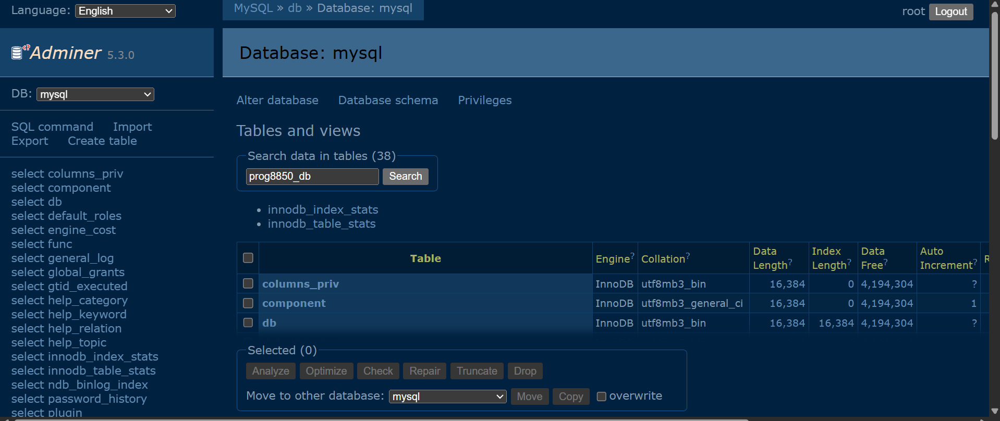 Language: English
MySQL » db » Database: mysql
root Logout
Adminer 5.3.0
Database: mysql
DB: mysql
Alter database Database schema Privileges
SQL command Import
Export Create table
Tables and views
Search data in tables (38)
prog8850_db Search
innodb_index_stats
innodb_table_stats
select columns_priv
select component
select db
select default_roles
select engine_cost
select func
select general_log
select global_grants
select gtid_executed
select help_category
select help_keyword
select help_relation
select help_topic
select innodb_index_stats
select innodb_table_stats
select ndb_binlog_index
select password_history
select plugin
Table Engine? Collation? Data Length? Index Length? Data Free? Auto Increment? R
columns_priv InnoDB utf8mb3_bin 16,384 0 4,194,304 ?
component InnoDB utf8mb3_general_ci 16,384 0 4,194,304 1
db InnoDB utf8mb3_bin 16,384 16,384 4,194,304 ?
Selected (0)
Analyze Optimize Check Repair Truncate Drop
Move to other database: mysql Move Copy overwrite